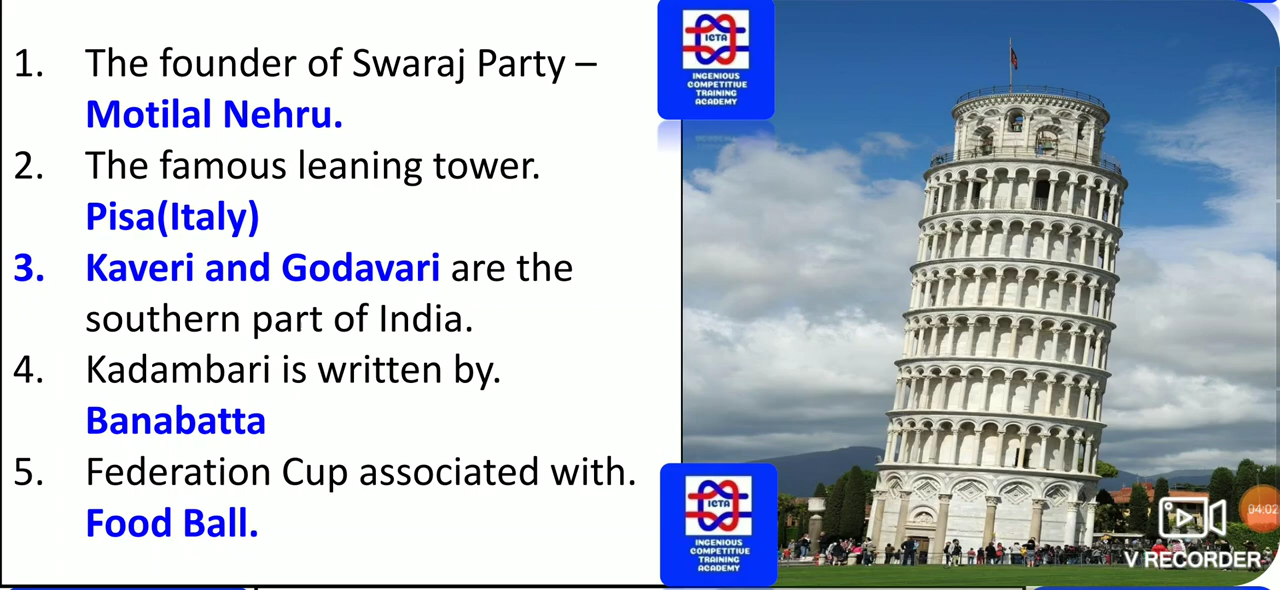 1. The founder of Swaraj Party –
Motilal Nehru.
2. The famous leaning tower.
Pisa(Italy)
3. Kaveri and Godavari are the
southern part of India.
4. Kadambari is written by.
Banabatta
5. Federation Cup associated with.
Food Ball.
ICTA
INGENIOUS
COMPETITIVE
TRAINING
ACADEMY
ICTA
INGENIOUS
COMPETITIVE
TRAINING
ACADEMY
04:02
V RECORDER